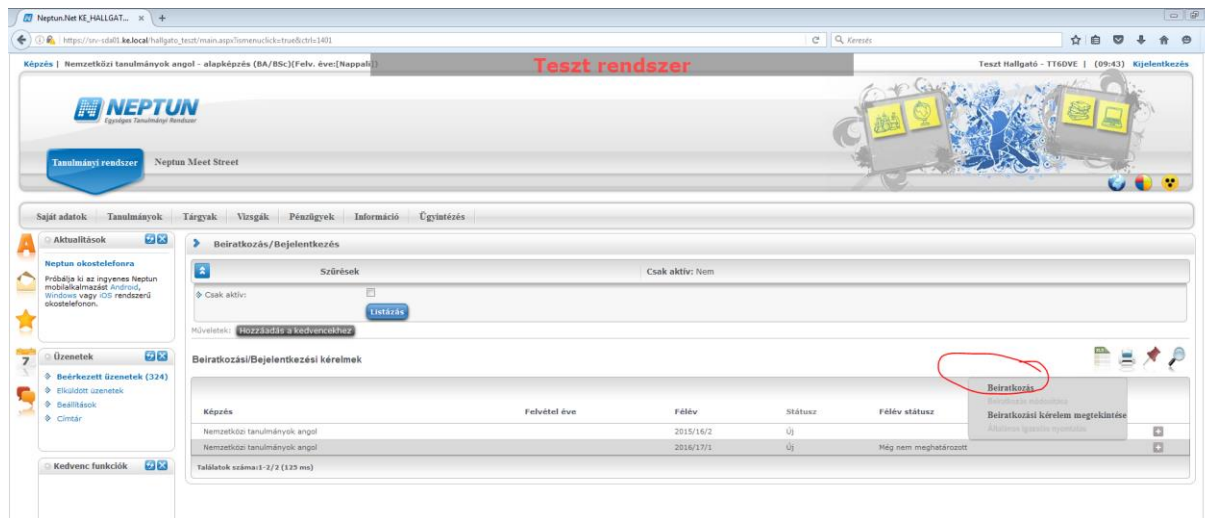 Neptun.Net KE_HALLGAT...
https://srv-sda01.ke.local/hallgato_teszt/main.aspx?ismenuclick=true&ctrl=1401
Keresés
Képzés | Nemzetközi tanulmányok angol - alapképzés (BA/BSc)(Felv. éve:[Nappali])
Teszt rendszer
Teszt Hallgató - TT6DVE | (09:43) Kijelentkezés
NEPTUN
Egységes Tanulmányi Rendszer
Tanulmányi rendszer Neptun Meet Street
Saját adatok Tanulmányok Tárgyak Vizsgák Pénzügyek Információ Ügyintézés
Aktualitások
Neptun okostelefonra
Próbálja ki az ingyenes Neptun
mobilalkalmazást Android,
Windows vagy iOS rendszerű
okostelefonon.
Beiratkozás/Bejelentkezés
Szűrések Csak aktív: Nem
Csak aktív:
Listázás
Műveletek: Hozzáadás a kedvencekhez
7
Üzenetek
Beérkezett üzenetek (324)
Elküldött üzenetek
Beállítások
Címtár
Beiratkozási/Bejelentkezési kérelmek
Beiratkozás
Beiratkozási kérelem megtekintése
Képzés Felvétel éve Félév Státusz Félév státusz
Nemzetközi tanulmányok angol 2015/16/2 Új
Nemzetközi tanulmányok angol 2016/17/1 Új Még nem meghatározott
Találatok száma:1-2/2 (125 ms)
Kedvenc funkciók